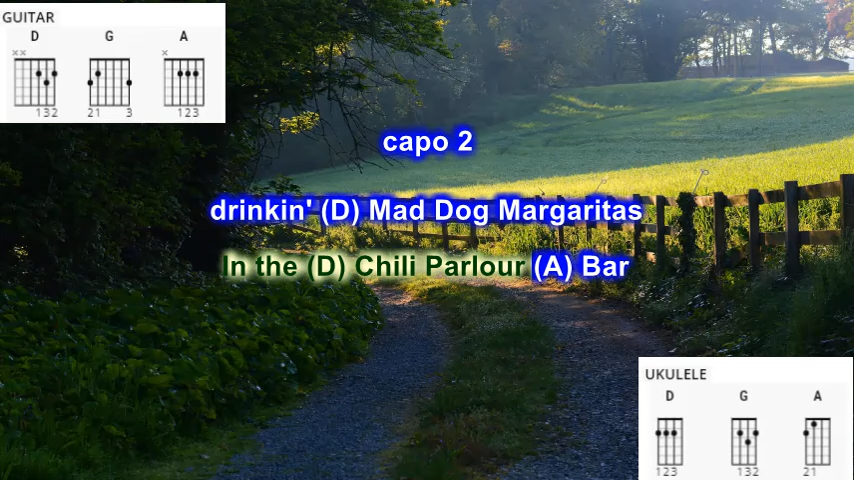 GUITAR
D G A
xx x
132 21 3 123
capo 2
drinkin' (D) Mad Dog Margaritas
In the (D) Chili Parlour (A) Bar
UKULELE
D G A
123 132 21